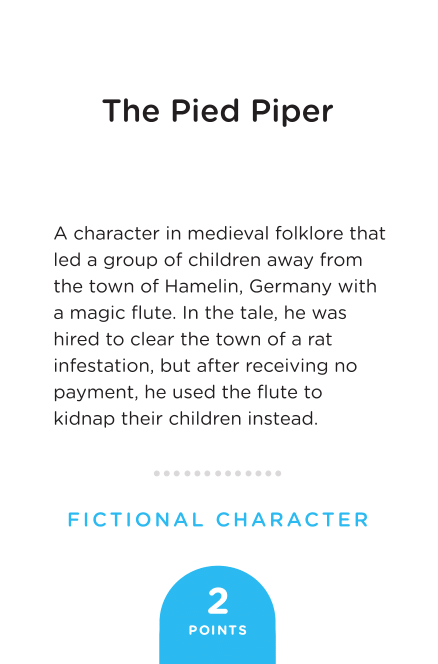 The Pied Piper
A character in medieval folklore that
led a group of children away from
the town of Hamelin, Germany with
a magic flute. In the tale, he was
hired to clear the town of a rat
infestation, but after receiving no
payment, he used the flute to
kidnap their children instead.
FICTIONAL CHARACTER
2
POINTS